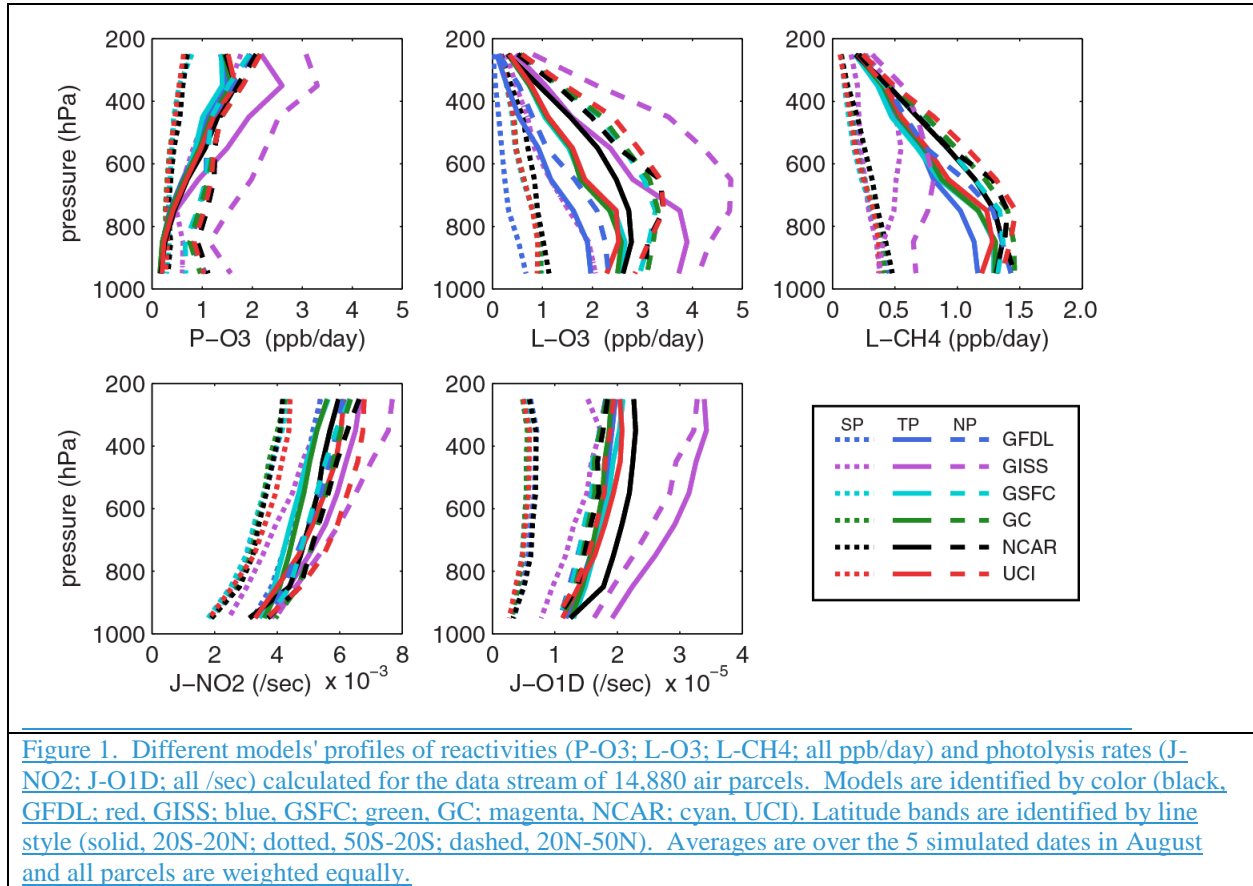 200
400
600
800
1000
pressure (hPa)
0 1 2 3 4 5
P-O3 (ppb/day)
200
400
600
800
1000
0 1 2 3 4 5
L-O3 (ppb/day)
200
400
600
800
1000
0 0.5 1.0 1.5 2.0
L-CH4 (ppb/day)
200
400
600
800
1000
pressure (hPa)
0 2 4 6 8
J-NO2 (/sec) x 10⁻³
200
400
600
800
1000
0 1 2 3 4
J-O1D (/sec) x 10⁻⁵
SP TP NP
GFDL
GISS
GSFC
GC
NCAR
UCI
Figure 1. Different models' profiles of reactivities (P-O3; L-O3; L-CH4; all ppb/day) and photolysis rates (J-
NO2; J-O1D; all /sec) calculated for the data stream of 14,880 air parcels. Models are identified by color (black,
GFDL; red, GISS; blue, GSFC; green, GC; magenta, NCAR; cyan, UCI). Latitude bands are identified by line
style (solid, 20S-20N; dotted, 50S-20S; dashed, 20N-50N). Averages are over the 5 simulated dates in August
and all parcels are weighted equally.